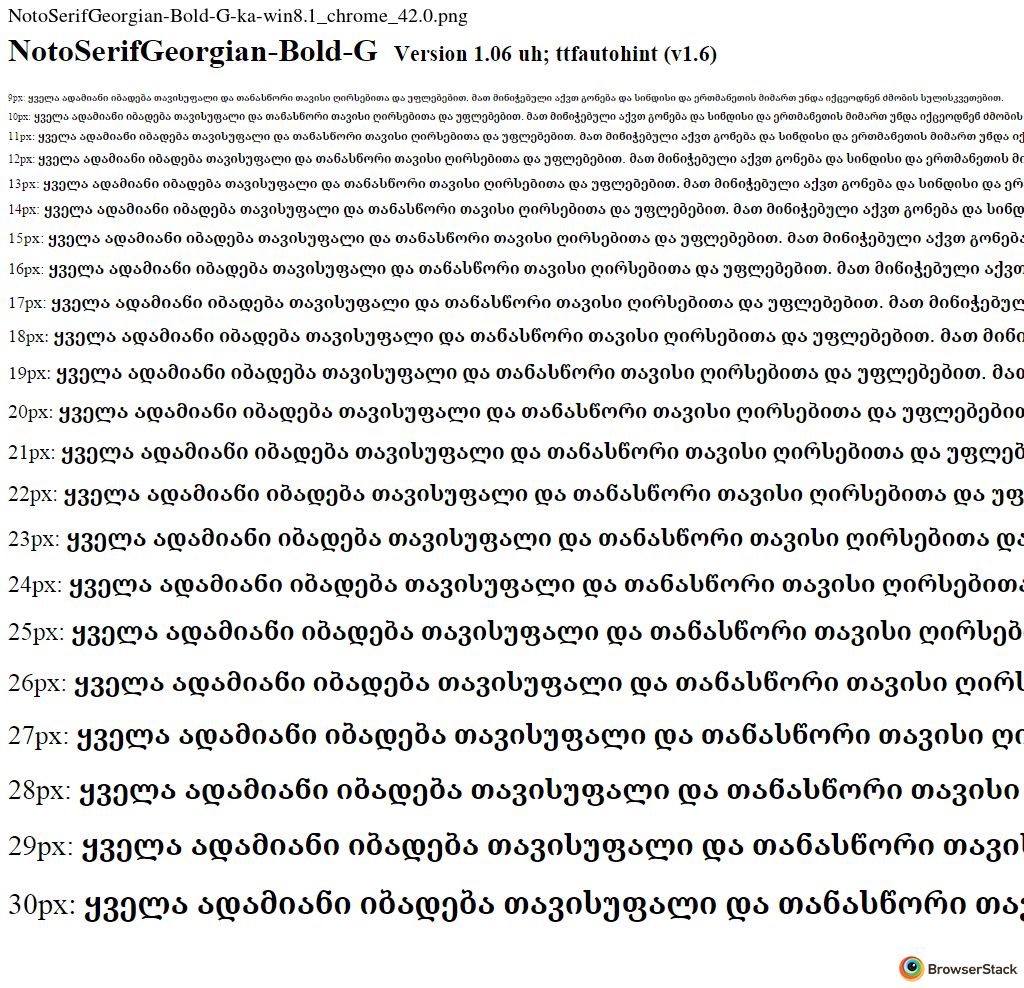 NotoSerifGeorgian-Bold-G-ka-win8.1_chrome_42.0.png
NotoSerifGeorgian-Bold-G Version 1.06 uh; ttfautohint (v1.6)
9px: ყველა ადამიანი იბადება თავისუფალი და თანასწორი თავისი ღირსებითა და უფლებებით. მათ მინიჭებული აქვთ გონება და სინდისი და ერთმანეთის მიმართ უნდა იქცეოდნენ ძმობის სულისკვეთებით.
10px: ყველა ადამიანი იბადება თავისუფალი და თანასწორი თავისი ღირსებითა და უფლებებით. მათ მინიჭებული აქვთ გონება და სინდისი და ერთმანეთის მიმართ უნდა იქცეოდნენ ძმობის
11px: ყველა ადამიანი იბადება თავისუფალი და თანასწორი თავისი ღირსებითა და უფლებებით. მათ მინიჭებული აქვთ გონება და სინდისი და ერთმანეთის მიმართ უნდა იქ
12px: ყველა ადამიანი იბადება თავისუფალი და თანასწორი თავისი ღირსებითა და უფლებებით. მათ მინიჭებული აქვთ გონება და სინდისი და ერთმანეთის მი
13px: ყველა ადამიანი იბადება თავისუფალი და თანასწორი თავისი ღირსებითა და უფლებებით. მათ მინიჭებული აქვთ გონება და სინდისი და ერ
14px: ყველა ადამიანი იბადება თავისუფალი და თანასწორი თავისი ღირსებითა და უფლებებით. მათ მინიჭებული აქვთ გონება და სინდ
15px: ყველა ადამიანი იბადება თავისუფალი და თანასწორი თავისი ღირსებითა და უფლებებით. მათ მინიჭებული აქვთ გონება
16px: ყველა ადამიანი იბადება თავისუფალი და თანასწორი თავისი ღირსებითა და უფლებებით. მათ მინიჭებული აქვთ
17px: ყველა ადამიანი იბადება თავისუფალი და თანასწორი თავისი ღირსებითა და უფლებებით. მათ მინიჭებულ
18px: ყველა ადამიანი იბადება თავისუფალი და თანასწორი თავისი ღირსებითა და უფლებებით. მათ მინი
19px: ყველა ადამიანი იბადება თავისუფალი და თანასწორი თავისი ღირსებითა და უფლებებით. მათ
20px: ყველა ადამიანი იბადება თავისუფალი და თანასწორი თავისი ღირსებითა და უფლებებით
21px: ყველა ადამიანი იბადება თავისუფალი და თანასწორი თავისი ღირსებითა და უფლებ
22px: ყველა ადამიანი იბადება თავისუფალი და თანასწორი თავისი ღირსებითა და უფ
23px: ყველა ადამიანი იბადება თავისუფალი და თანასწორი თავისი ღირსებითა და
24px: ყველა ადამიანი იბადება თავისუფალი და თანასწორი თავისი ღირსებითა
25px: ყველა ადამიანი იბადება თავისუფალი და თანასწორი თავისი ღირსებ
26px: ყველა ადამიანი იბადება თავისუფალი და თანასწორი თავისი ღირს
27px: ყველა ადამიანი იბადება თავისუფალი და თანასწორი თავისი ღი
28px: ყველა ადამიანი იბადება თავისუფალი და თანასწორი თავისი
29px: ყველა ადამიანი იბადება თავისუფალი და თანასწორი თავი
30px: ყველა ადამიანი იბადება თავისუფალი და თანასწორი თავ
BrowserStack